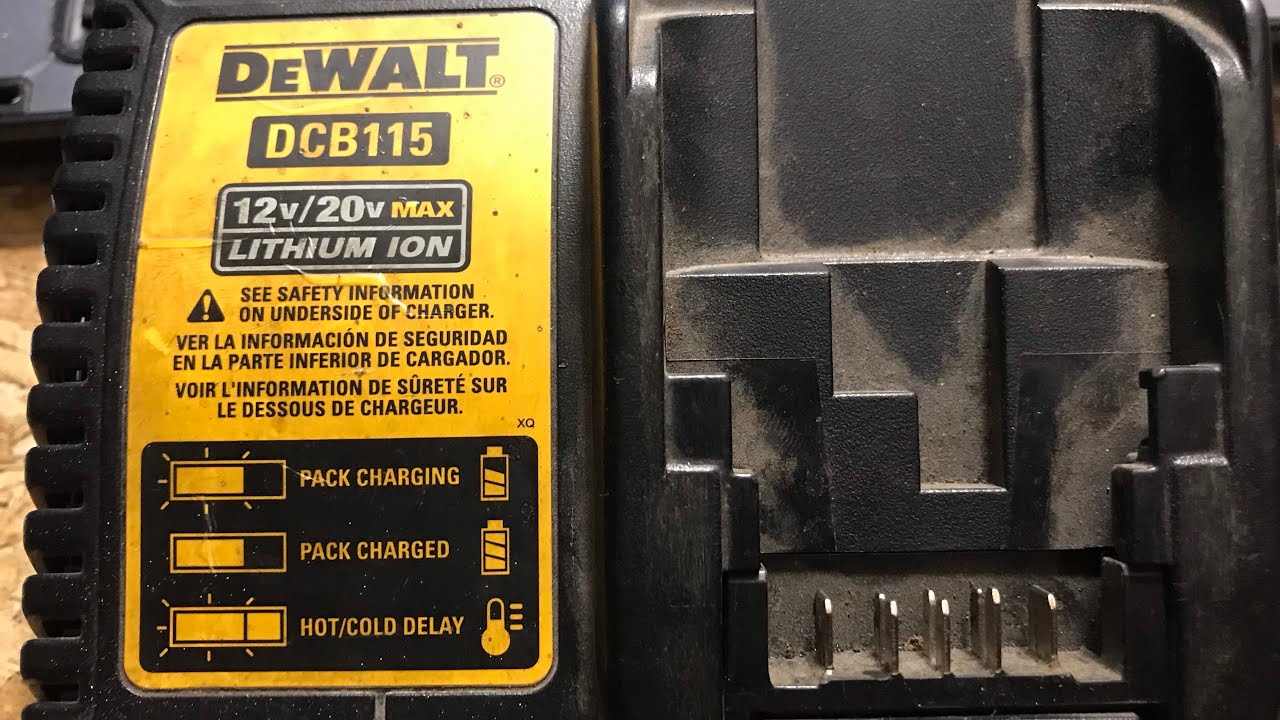 DEWALT®
DCB115
12V/20V MAX
LITHIUM ION
SEE SAFETY INFORMATION
ON UNDERSIDE OF CHARGER.
VER LA INFORMACIÓN DE SEGURIDAD
EN LA PARTE INFERIOR DE CARGADOR.
VOIR L'INFORMATION DE SÛRETÉ SUR
LE DESSOUS DE CHARGEUR.
XQ
PACK CHARGING
PACK CHARGED
HOT/COLD DELAY